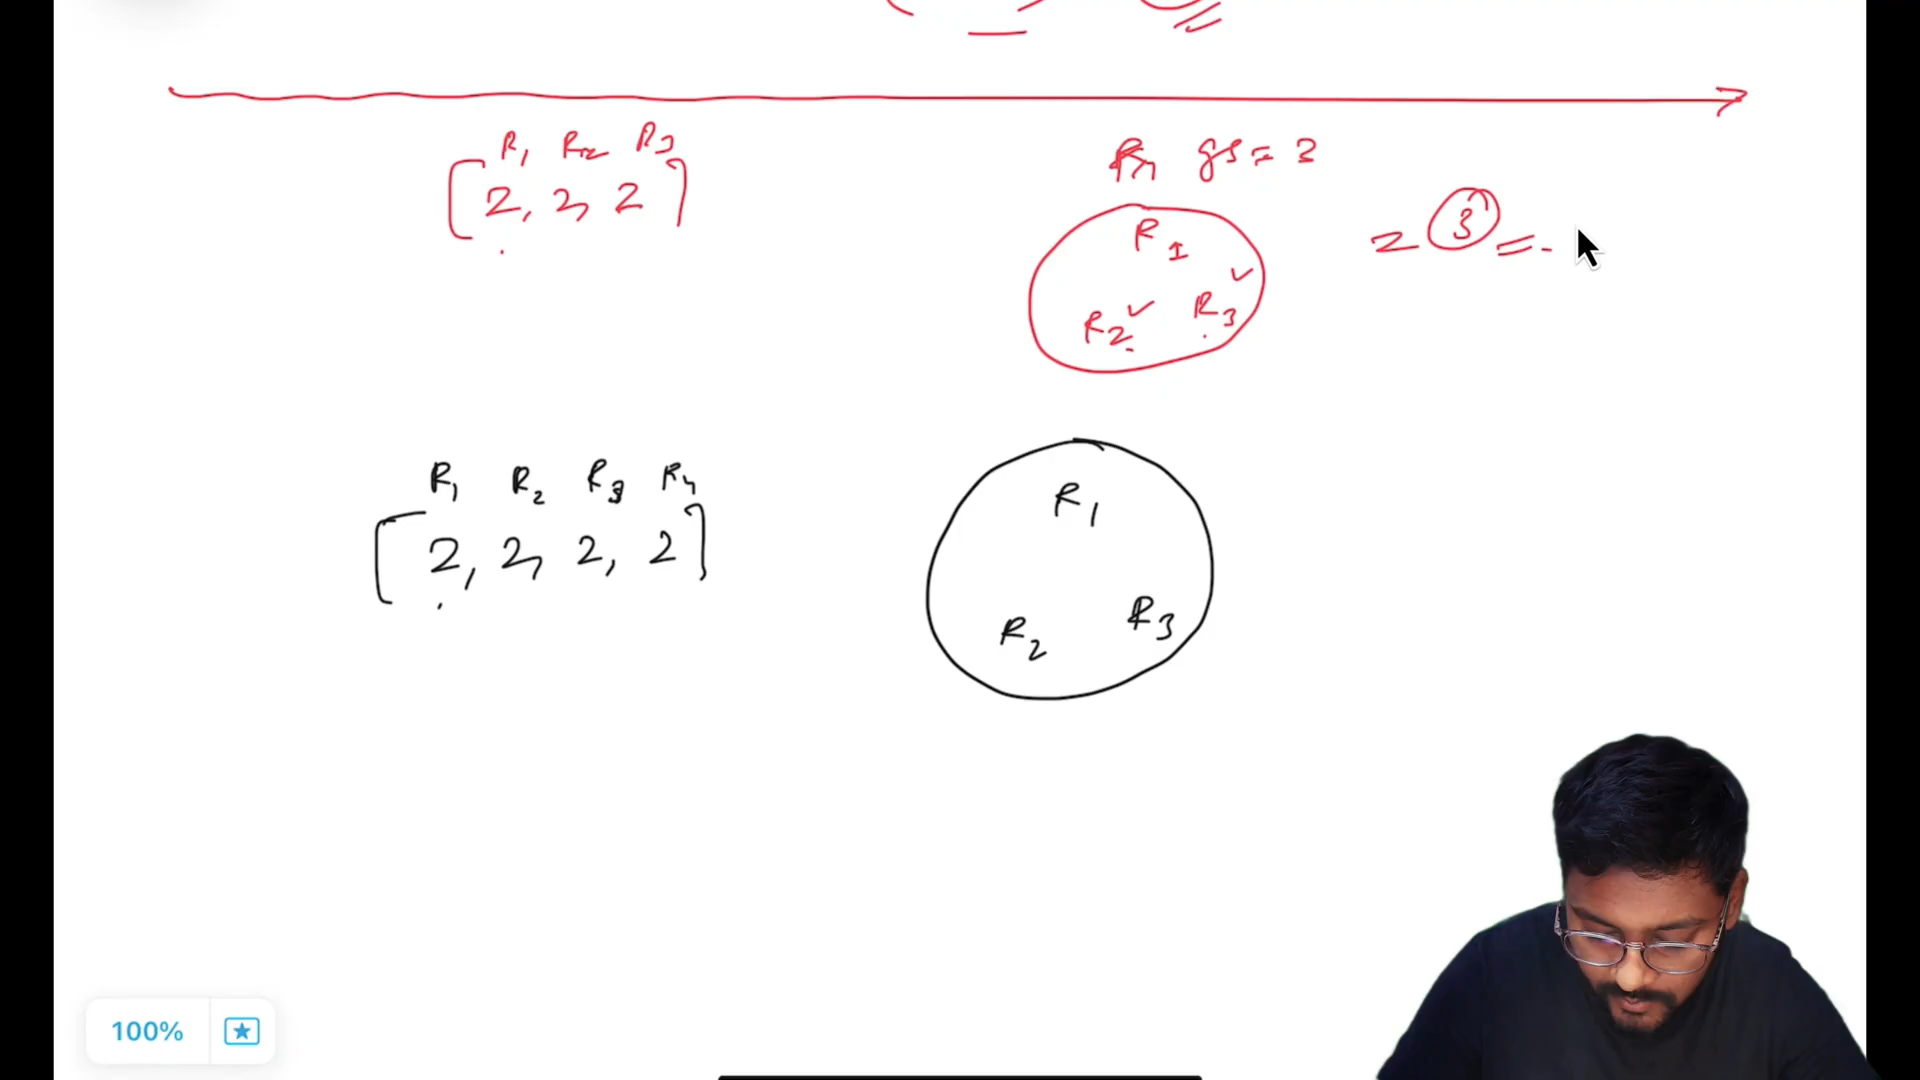 R1 R2 R3
[2, 2, 2]
gs = 3
R1
R2 R3
2 3 = -
R1 R2 R3 R4
[2, 2, 2, 2]
R1
R2 R3
100%